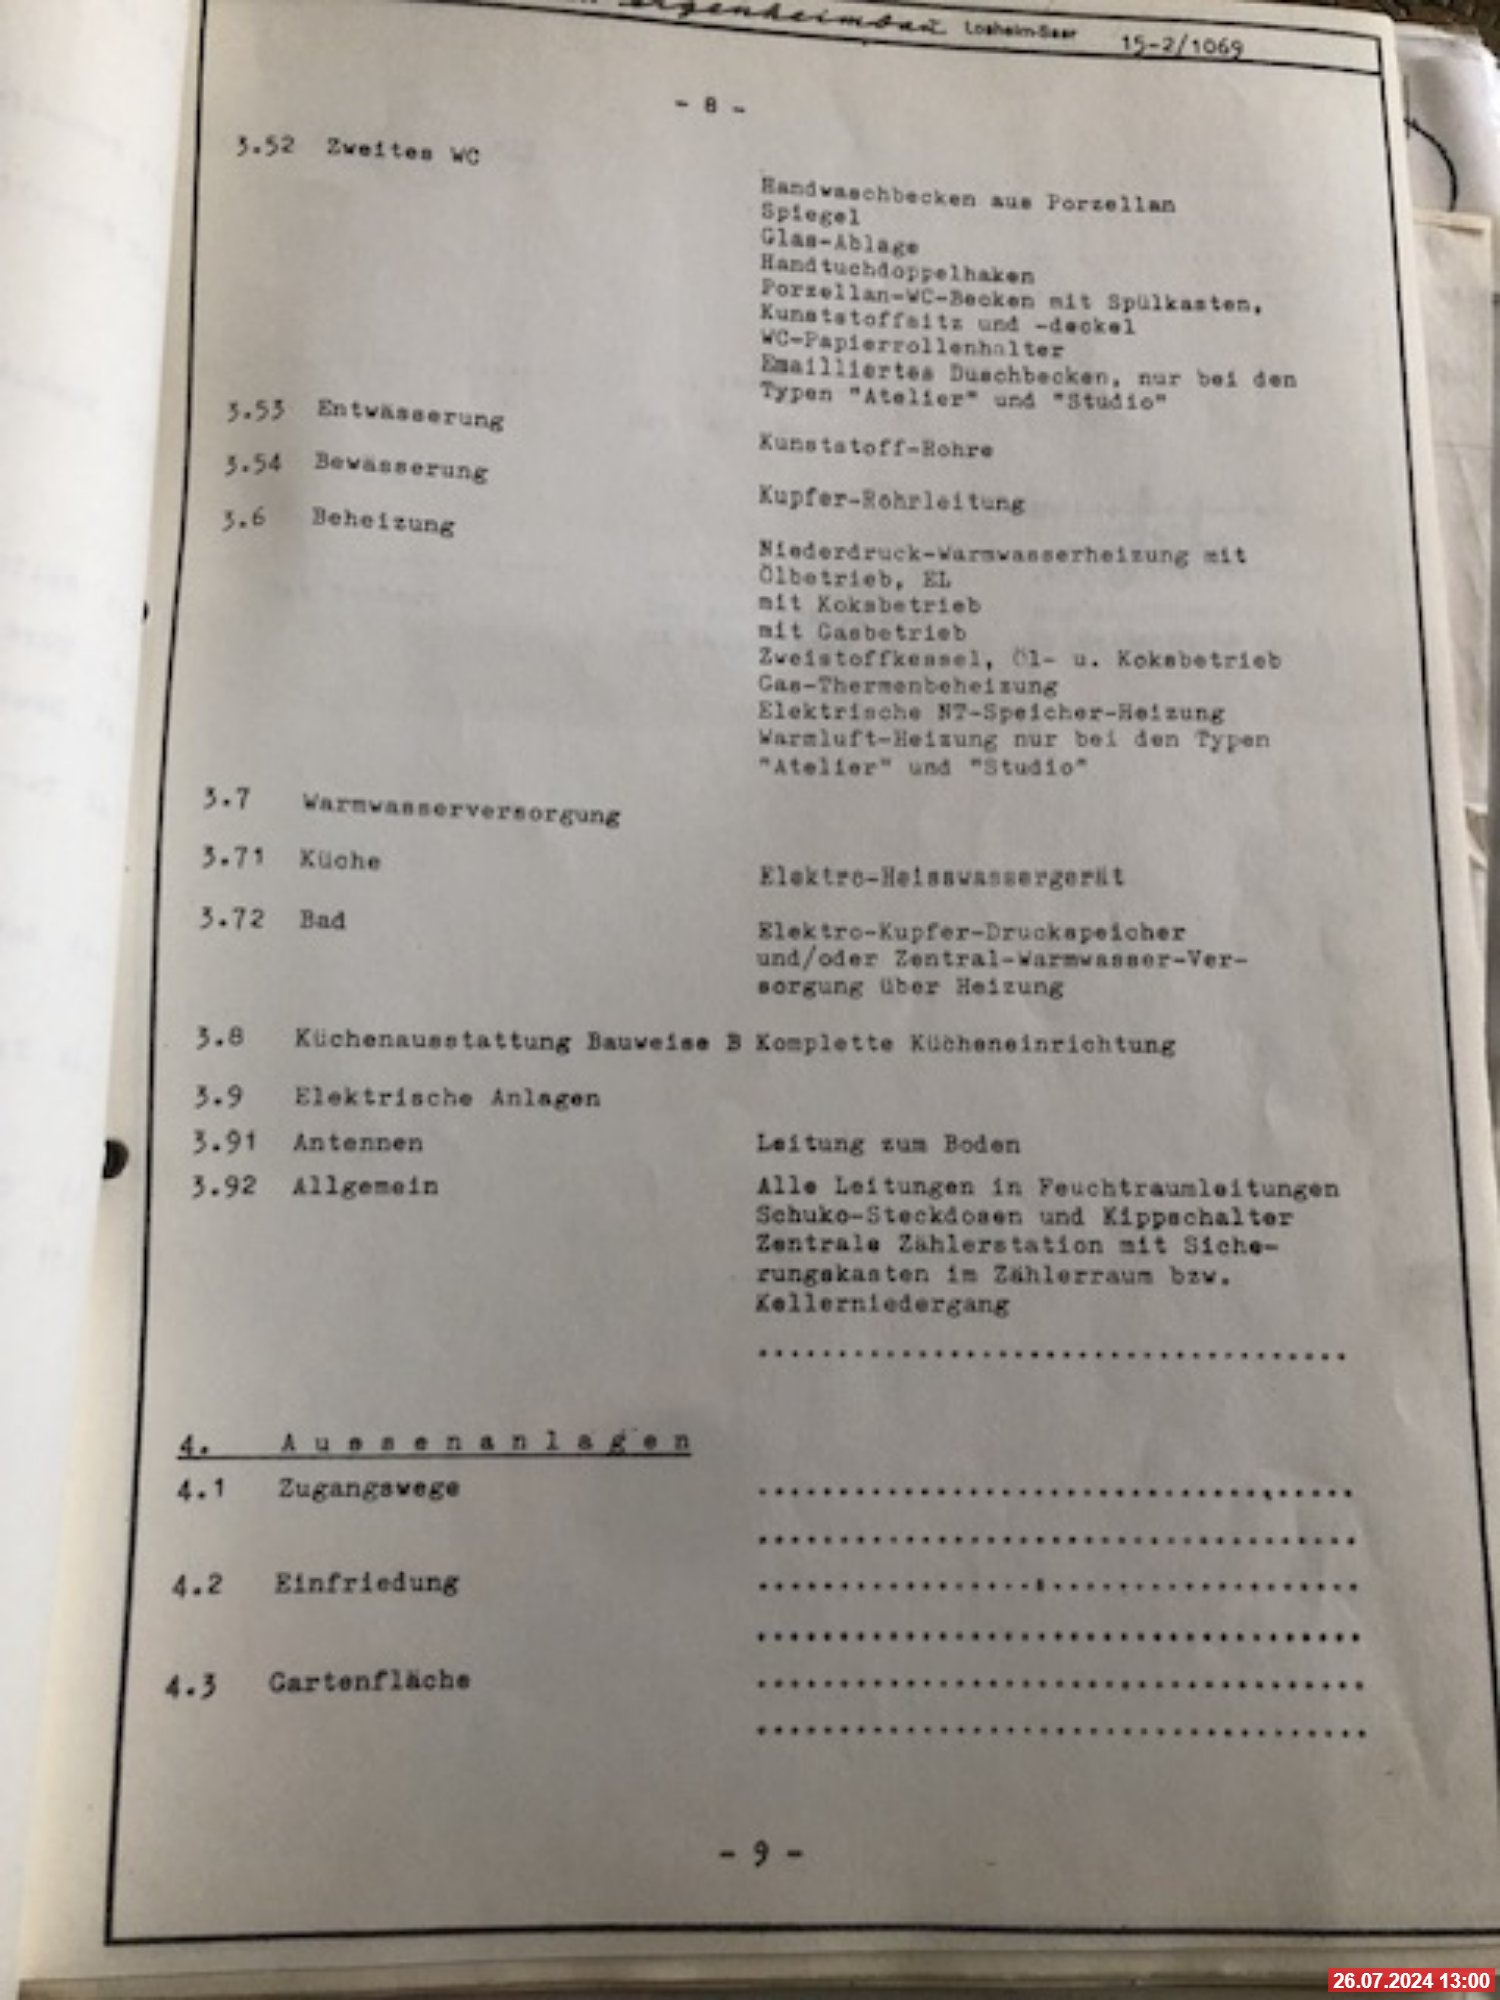 Eigenheimbau Losheim-Saar 15-2/1069
- 8 -
3.52 Zweites WC
Handwaschbecken aus Porzellan
Spiegel
Glas-Ablage
Handtuchdoppelhaken
Porzellan-WC-Becken mit Spülkasten,
Kunststoffsitz und -deckel
WC-Papierrollenhalter
Emailliertes Duschbecken, nur bei den
Typen "Atelier" und "Studio"
3.53 Entwässerung
Kunststoff-Rohre
3.54 Bewässerung
Kupfer-Rohrleitung
3.6 Beheizung
Niederdruck-Warmwasserheizung mit
Ölbetrieb, EL
mit Koksbetrieb
mit Gasbetrieb
Zweistoffkessel, Öl- u. Koksbetrieb
Gas-Thermenbeheizung
Elektrische NT-Speicher-Heizung
Warmluft-Heizung nur bei den Typen
"Atelier" und "Studio"
3.7 Warmwasserversorgung
3.71 Küche
Elektro-Heisswassergerät
3.72 Bad
Elektro-Kupfer-Druckspeicher
und/oder Zentral-Warmwasser-Ver-
sorgung über Heizung
3.8 Küchenausstattung Bauweise B Komplette Kücheneinrichtung
3.9 Elektrische Anlagen
3.91 Antennen Leitung zum Boden
3.92 Allgemein Alle Leitungen in Feuchtraumleitungen
Schuko-Steckdosen und Kippschalter
Zentrale Zählerstation mit Siche-
rungskasten im Zählerraum bzw.
Kellerniedergang
......................................
4. Aussenanlagen
4.1 Zugangswege ......................................
......................................
4.2 Einfriedung ......................................
......................................
4.3 Gartenfläche ......................................
......................................
- 9 -
26.07.2024 13:00